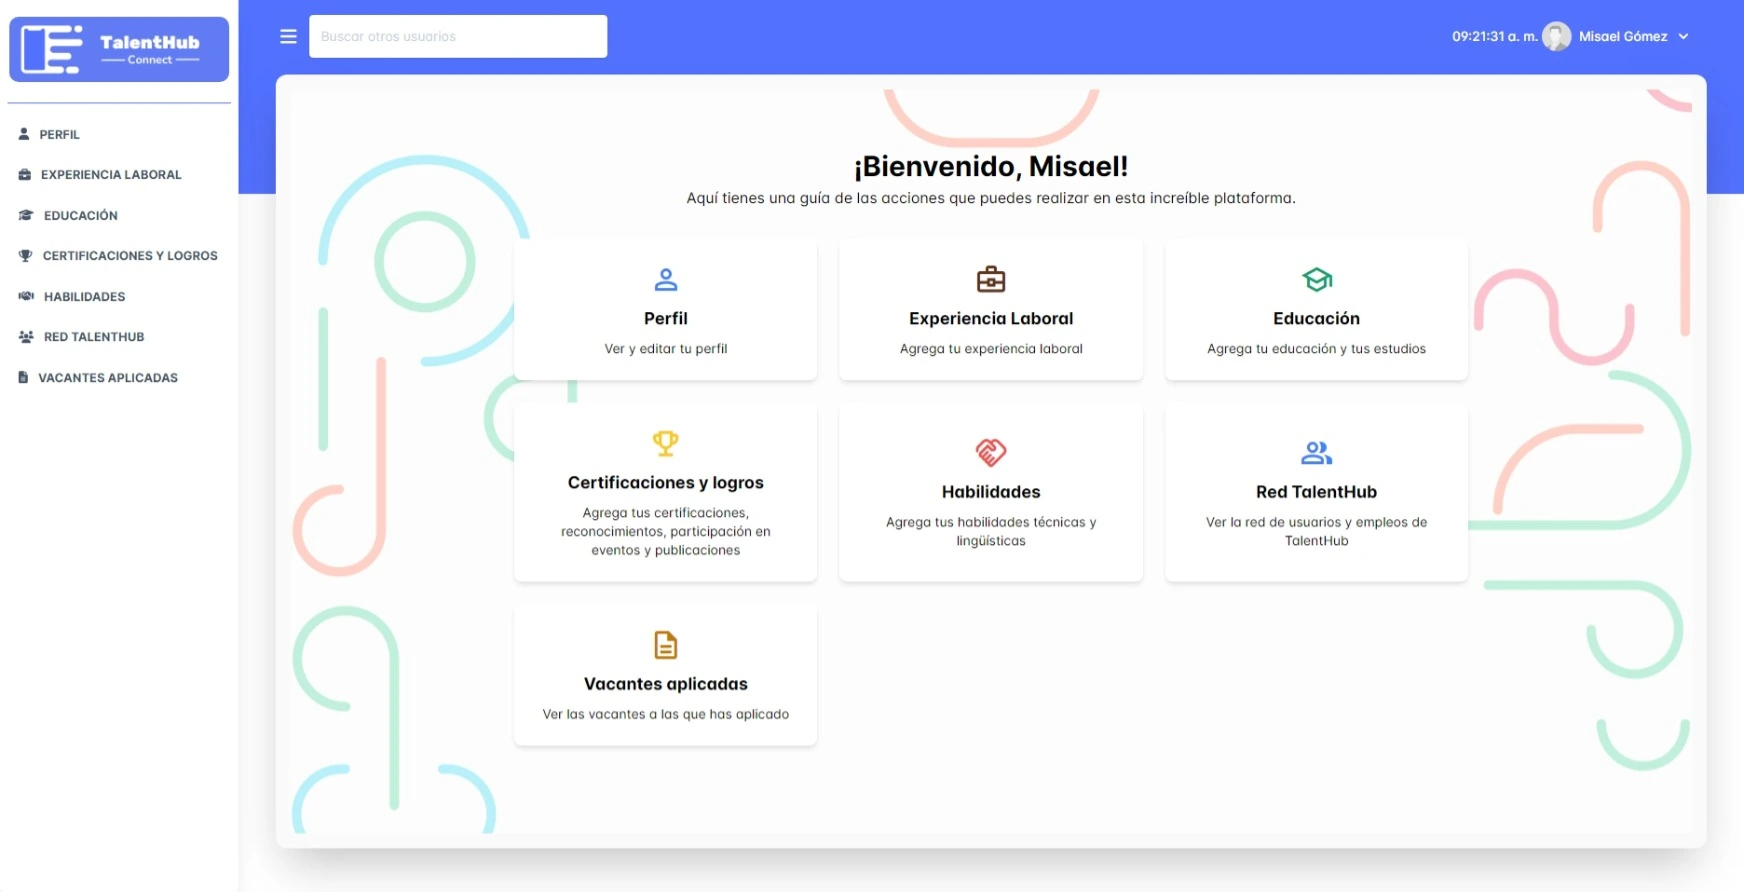 TalentHub
Connect
Buscar otros usuarios
09:21:31 a. m.
Misael Gómez
PERFIL
EXPERIENCIA LABORAL
EDUCACIÓN
CERTIFICACIONES Y LOGROS
HABILIDADES
RED TALENTHUB
VACANTES APLICADAS
¡Bienvenido, Misael!
Aquí tienes una guía de las acciones que puedes realizar en esta increíble plataforma.
Perfil
Ver y editar tu perfil
Experiencia Laboral
Agrega tu experiencia laboral
Educación
Agrega tu educación y tus estudios
Certificaciones y logros
Agrega tus certificaciones,
reconocimientos, participación en
eventos y publicaciones
Habilidades
Agrega tus habilidades técnicas y
lingüísticas
Red TalentHub
Ver la red de usuarios y empleos de
TalentHub
Vacantes aplicadas
Ver las vacantes a las que has aplicado